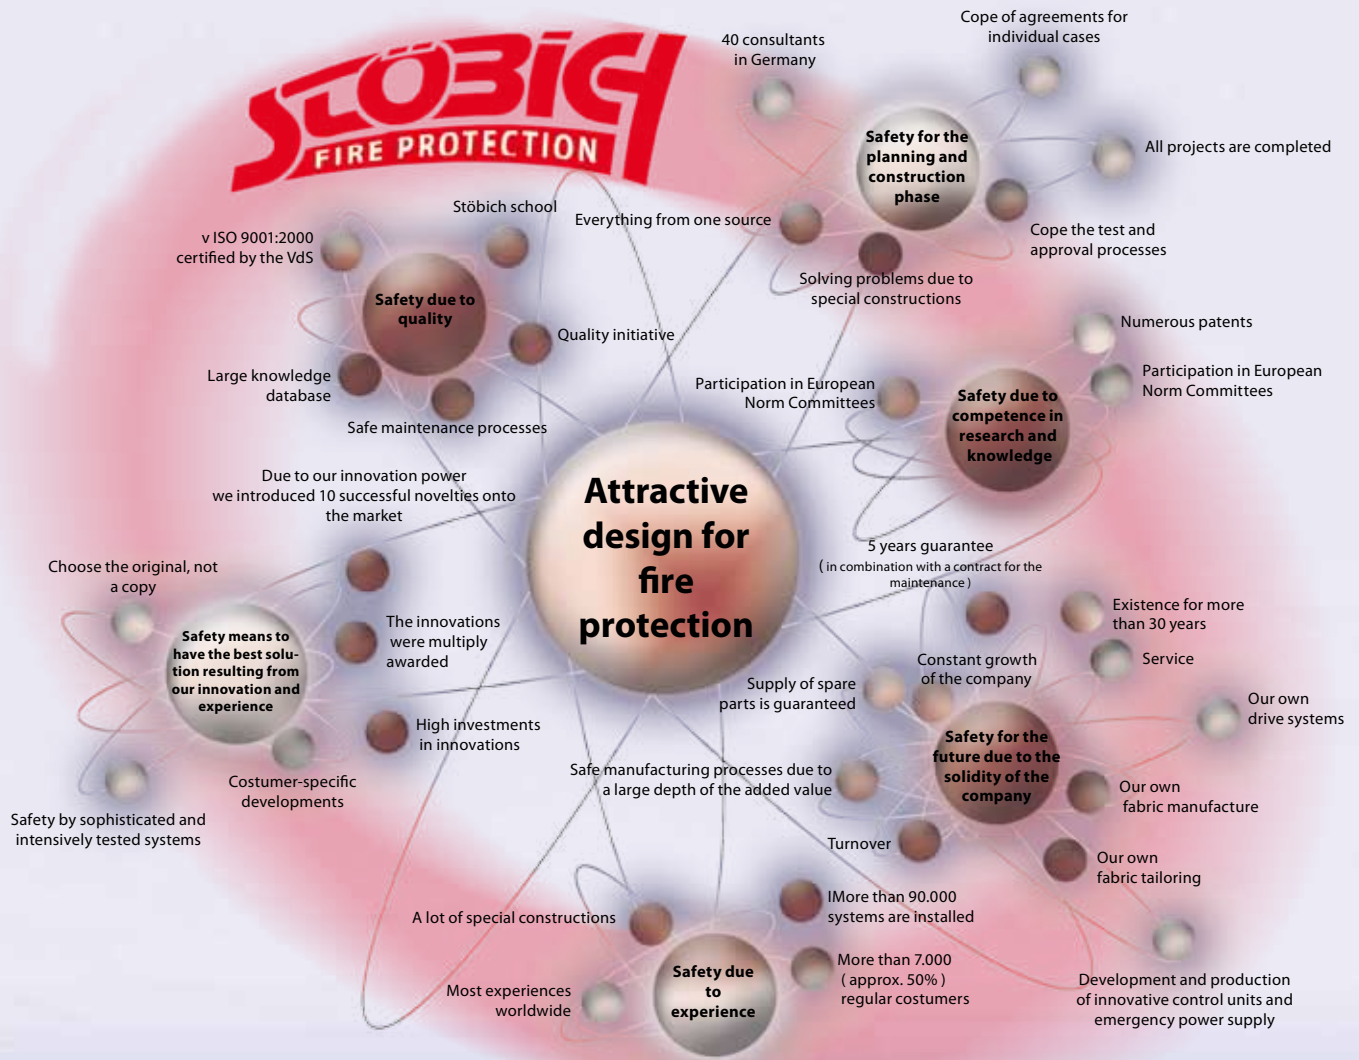 STÖBICH
FIRE PROTECTION
40 consultants
in Germany
Cope of agreements for
individual cases
Safety for the
planning and
construction
phase
All projects are completed
Everything from one source
Cope the test and
approval processes
Solving problems due to
special constructions
Stöbich school
v ISO 9001:2000
certified by the VdS
Safety due to
quality
Quality initiative
Large knowledge
database
Safe maintenance processes
Numerous patents
Participation in European
Norm Committees
Participation in European
Norm Committees
Safety due to
competence in
research and
knowledge
Attractive
design for
fire
protection
Due to our innovation power
we introduced 10 successful novelties onto
the market
Choose the original, not
a copy
The innovations
were multiply
awarded
Safety means to
have the best solu-
tion resulting from
our innovation and
experience
High investments
in innovations
Costumer-specific
developments
Safety by sophisticated and
intensively tested systems
5 years guarantee
( in combination with a contract for the
maintenance )
Existence for more
than 30 years
Service
Constant growth
of the company
Supply of spare
parts is guaranteed
Our own
drive systems
Safety for the
future due to the
solidity of the
company
Safe manufacturing processes due to
a large depth of the added value
Our own
fabric manufacture
Turnover
Our own
fabric tailoring
Development and production
of innovative control units and
emergency power supply
A lot of special constructions
IMore than 90.000
systems are installed
Safety due
to
experience
More than 7.000
( approx. 50% )
regular costumers
Most experiences
worldwide